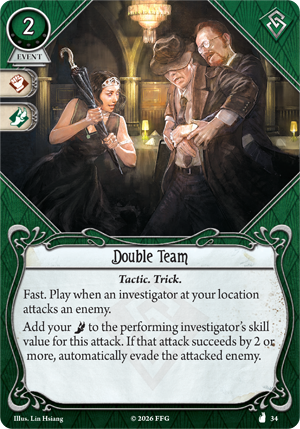 2
EVENT
Double Team
Tactic. Trick.
Fast. Play when an investigator at your location
attacks an enemy.
Add your to the performing investigator's skill
value for this attack. If that attack succeeds by 2 or
more, automatically evade the attacked enemy.
Illus. Lin Hsiang
© 2026 FFG
34